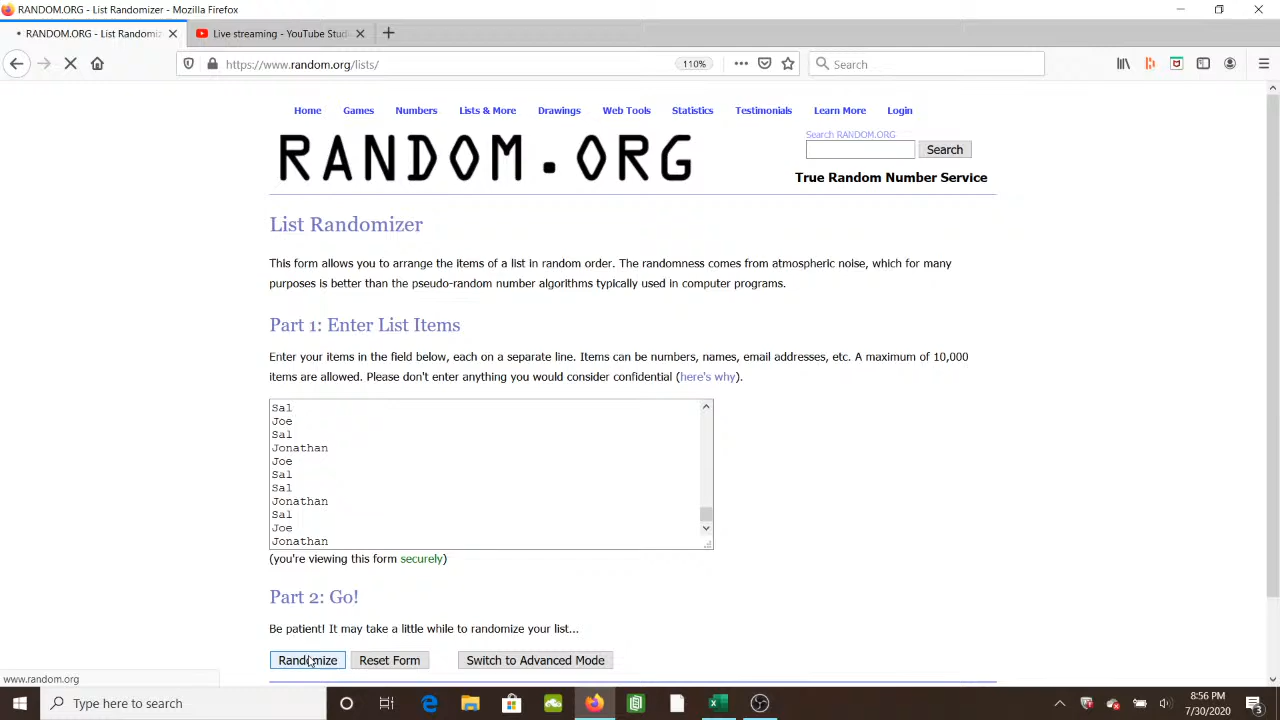 RANDOM.ORG - List Randomizer - Mozilla Firefox
RANDOM.ORG - List Randomiz
Live streaming - YouTube Stud
https://www.random.org/lists/
110%
Search
Home Games Numbers Lists & More Drawings Web Tools Statistics Testimonials Learn More Login
RANDOM.ORG
Search RANDOM.ORG
Search
True Random Number Service
List Randomizer
This form allows you to arrange the items of a list in random order. The randomness comes from atmospheric noise, which for many
purposes is better than the pseudo-random number algorithms typically used in computer programs.
Part 1: Enter List Items
Enter your items in the field below, each on a separate line. Items can be numbers, names, email addresses, etc. A maximum of 10,000
items are allowed. Please don't enter anything you would consider confidential (here's why).
Sal
Joe
Sal
Jonathan
Joe
Sal
Sal
Jonathan
Sal
Joe
Jonathan
(you're viewing this form securely)
Part 2: Go!
Be patient! It may take a little while to randomize your list...
Randomize Reset Form Switch to Advanced Mode
www.random.org
Type here to search
8:56 PM
7/30/2020
3